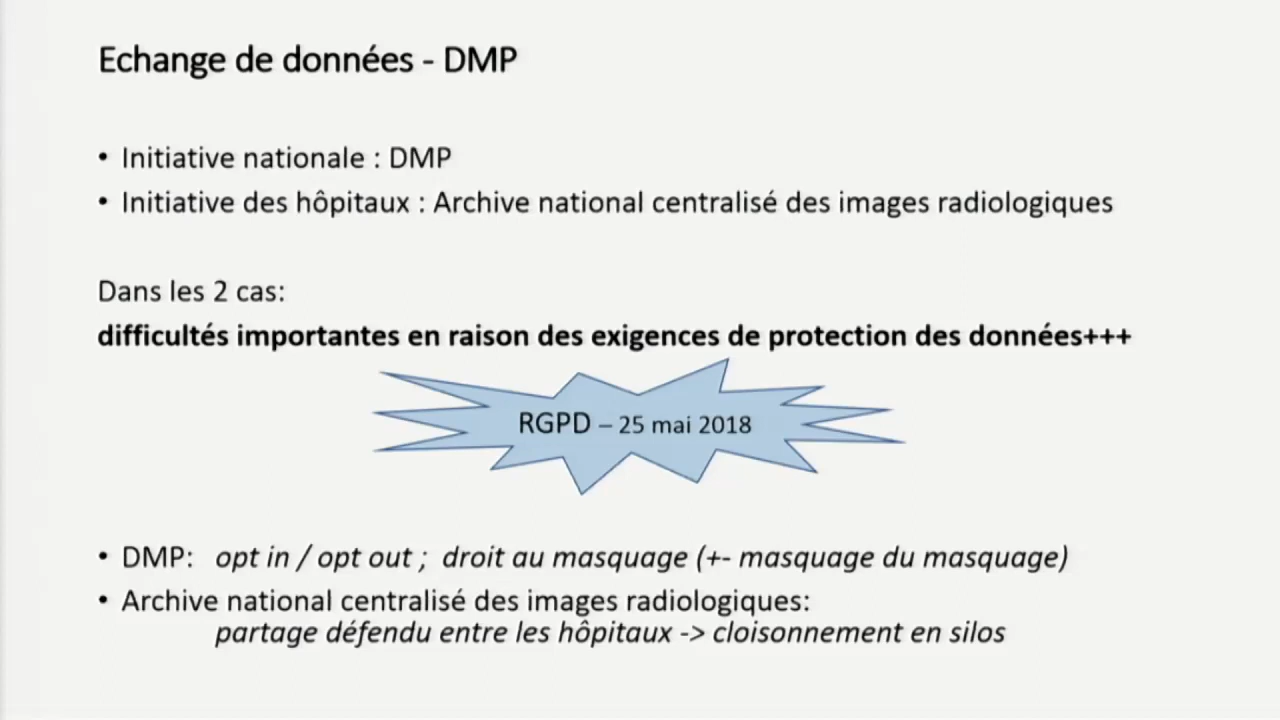 Echange de données - DMP
• Initiative nationale : DMP
• Initiative des hôpitaux : Archive national centralisé des images radiologiques
Dans les 2 cas:
difficultés importantes en raison des exigences de protection des données+++
RGPD – 25 mai 2018
• DMP: opt in / opt out ; droit au masquage (+- masquage du masquage)
• Archive national centralisé des images radiologiques:
partage défendu entre les hôpitaux -> cloisonnement en silos